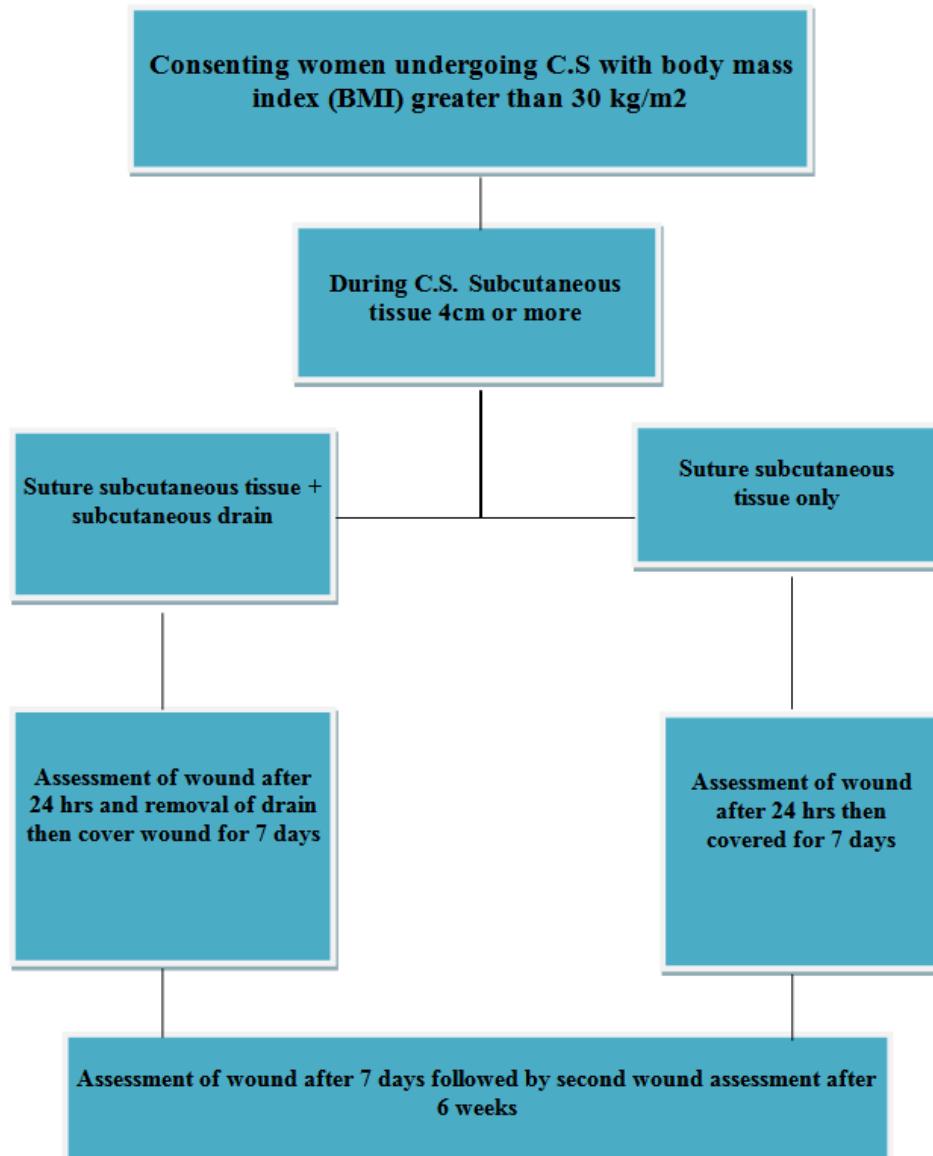 Consenting women undergoing C.S with body mass
index (BMI) greater than 30 kg/m2
During C.S. Subcutaneous
tissue 4cm or more
Suture subcutaneous tissue +
subcutaneous drain
Suture subcutaneous
tissue only
Assessment of wound after
24 hrs and removal of drain
then cover wound for 7 days
Assessment of wound
after 24 hrs then
covered for 7 days
Assessment of wound after 7 days followed by second wound assessment after
6 weeks